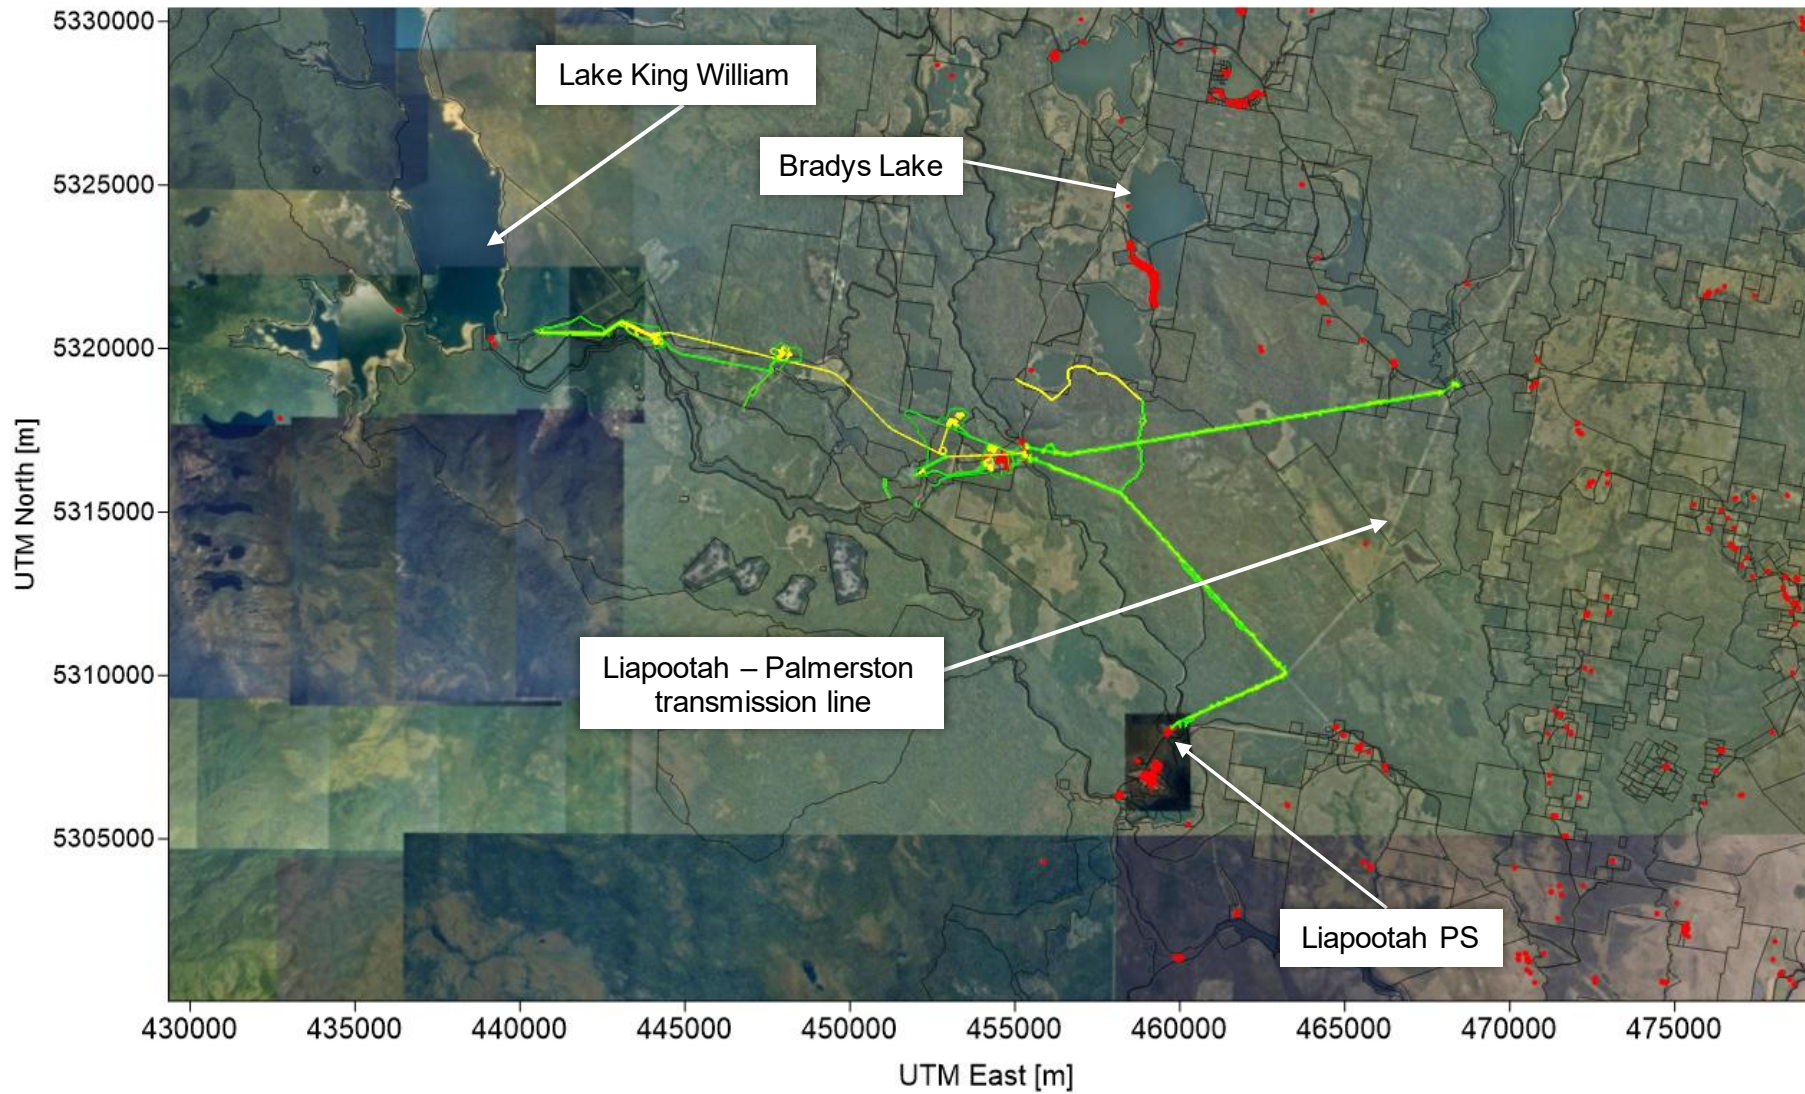 5330000
Lake King William
Bradys Lake
5325000
5320000
UTM North [m]
5315000
Liapootah – Palmerston
transmission line
5310000
5305000
Liapootah PS
430000 435000 440000 445000 450000 455000 460000 465000 470000 475000
UTM East [m]